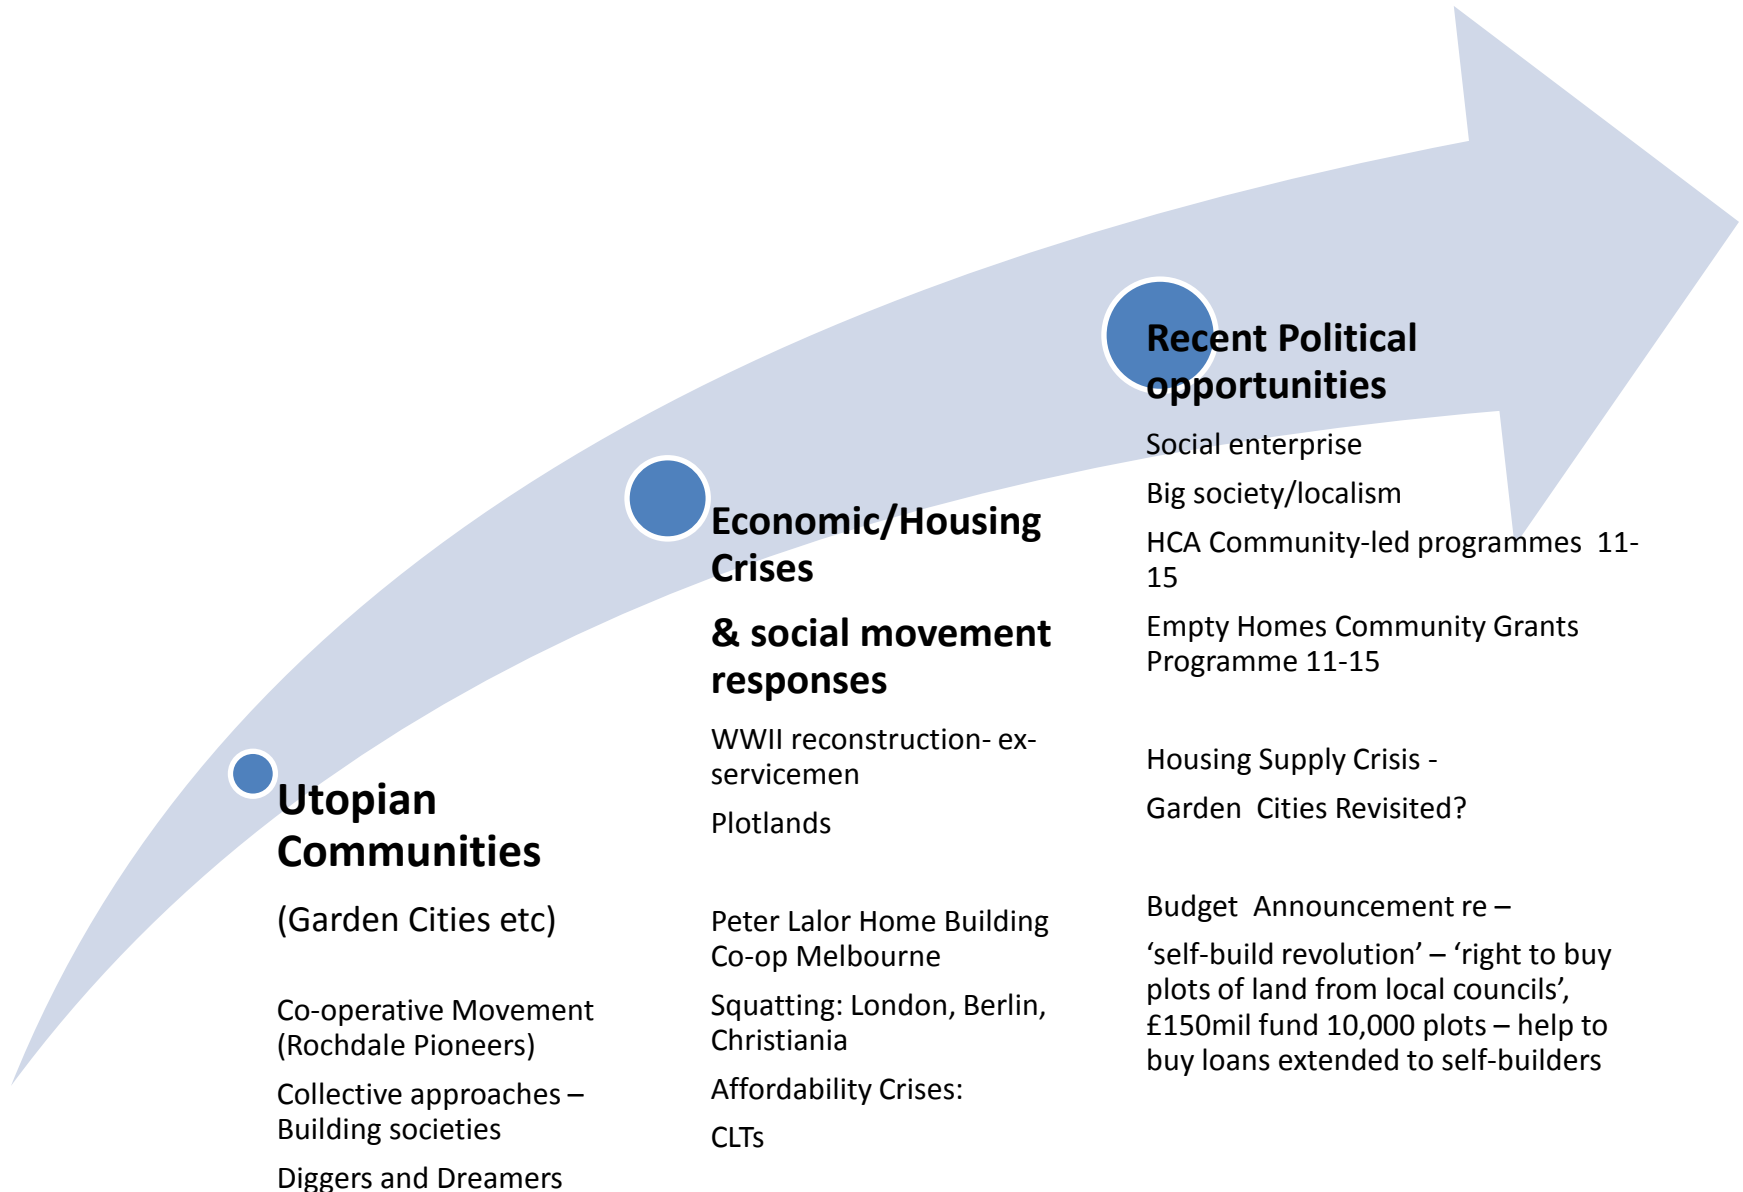 Utopian
Communities
(Garden Cities etc)
Co-operative Movement
(Rochdale Pioneers)
Collective approaches –
Building societies
Diggers and Dreamers
Economic/Housing
Crises
& social movement
responses
WWII reconstruction- ex-
servicemen
Plotlands
Peter Lalor Home Building
Co-op Melbourne
Squatting: London, Berlin,
Christiania
Affordability Crises:
CLTs
Recent Political
opportunities
Social enterprise
Big society/localism
HCA Community-led programmes  11-
15
Empty Homes Community Grants
Programme 11-15
Housing Supply Crisis -
Garden  Cities Revisited?
Budget  Announcement re –
‘self-build revolution’ – ‘right to buy
plots of land from local councils’,
£150mil fund 10,000 plots – help to
buy loans extended to self-builders